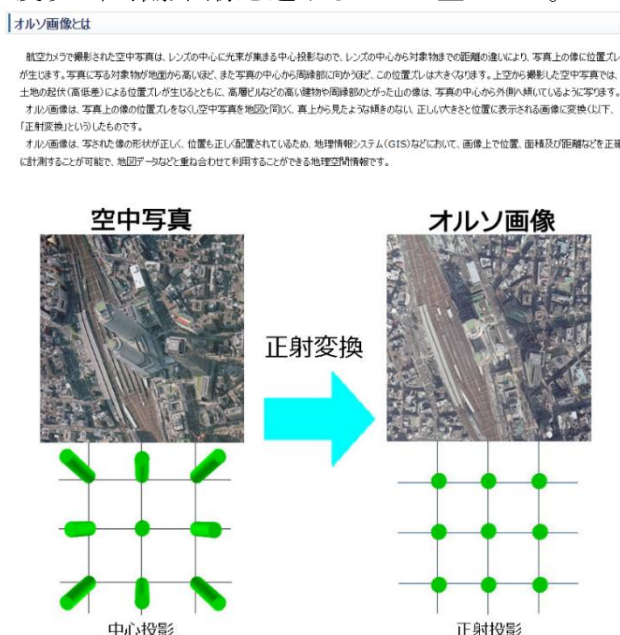 オルソ画像とは
航空カメラで撮影された空中写真は、レンズの中心に光束が集まる中心投影なので、レンズの中心から対象物までの距離の違いにより、写真上の像に位置ズレ
が生じます。写真に写る対象物が地面から高いほど、また写真の中心から周縁部に向かうほど、この位置ズレは大きくなります。上空から撮影した空中写真では、
土地の起伏(高低差)による位置ズレが生じるとともに、高層ビルなどの高い建物や周縁部のとがった山の像は、写真の中心から外側へ傾いているように写ります。
オルソ画像は、写真上の像の位置ズレをなくし空中写真を地図と同じく、真上から見たような傾きのない、正しい大きさと位置に表示される画像に変換(以下、
「正射変換」という)したものです。
オルソ画像は、写された像の形状が正しく、位置も正しく配置されているため、地理情報システム(GIS)などにおいて、画像上で位置、面積及び距離などを正確
に計測することが可能で、地図データなどと重ね合わせて利用することができる地理空間情報です。
空中写真
オルソ画像
正射変換
中心投影
正射投影